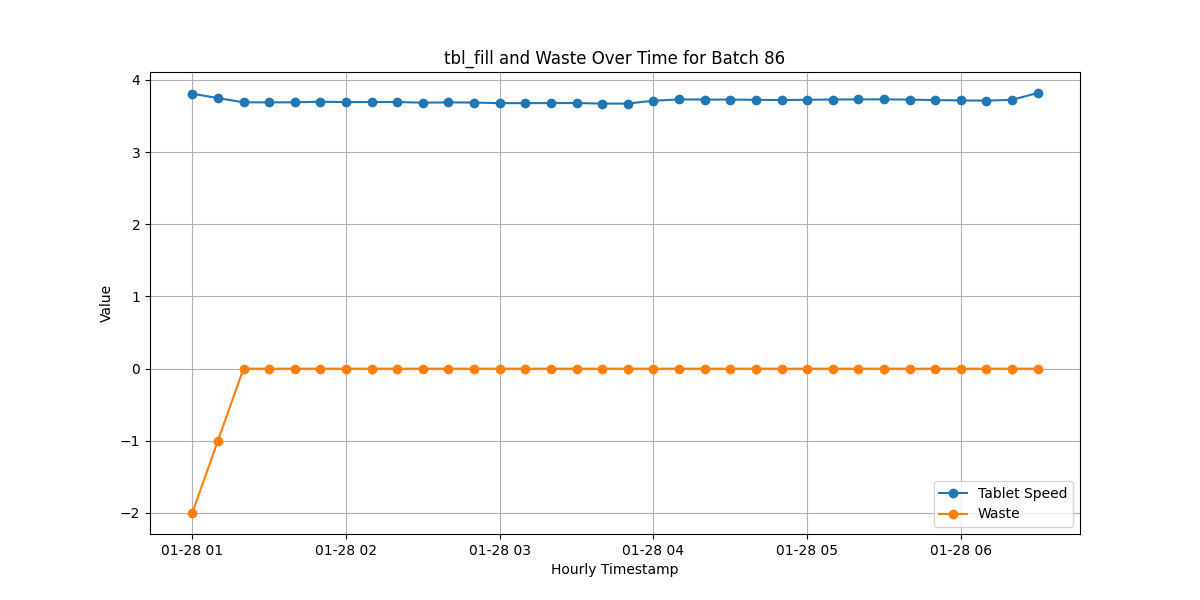 tbl_fill and Waste Over Time for Batch 86
4
3
2
1
0
−1
−2
Value
Tablet Speed
Waste
01-28 01 01-28 02 01-28 03 01-28 04 01-28 05 01-28 06
Hourly Timestamp